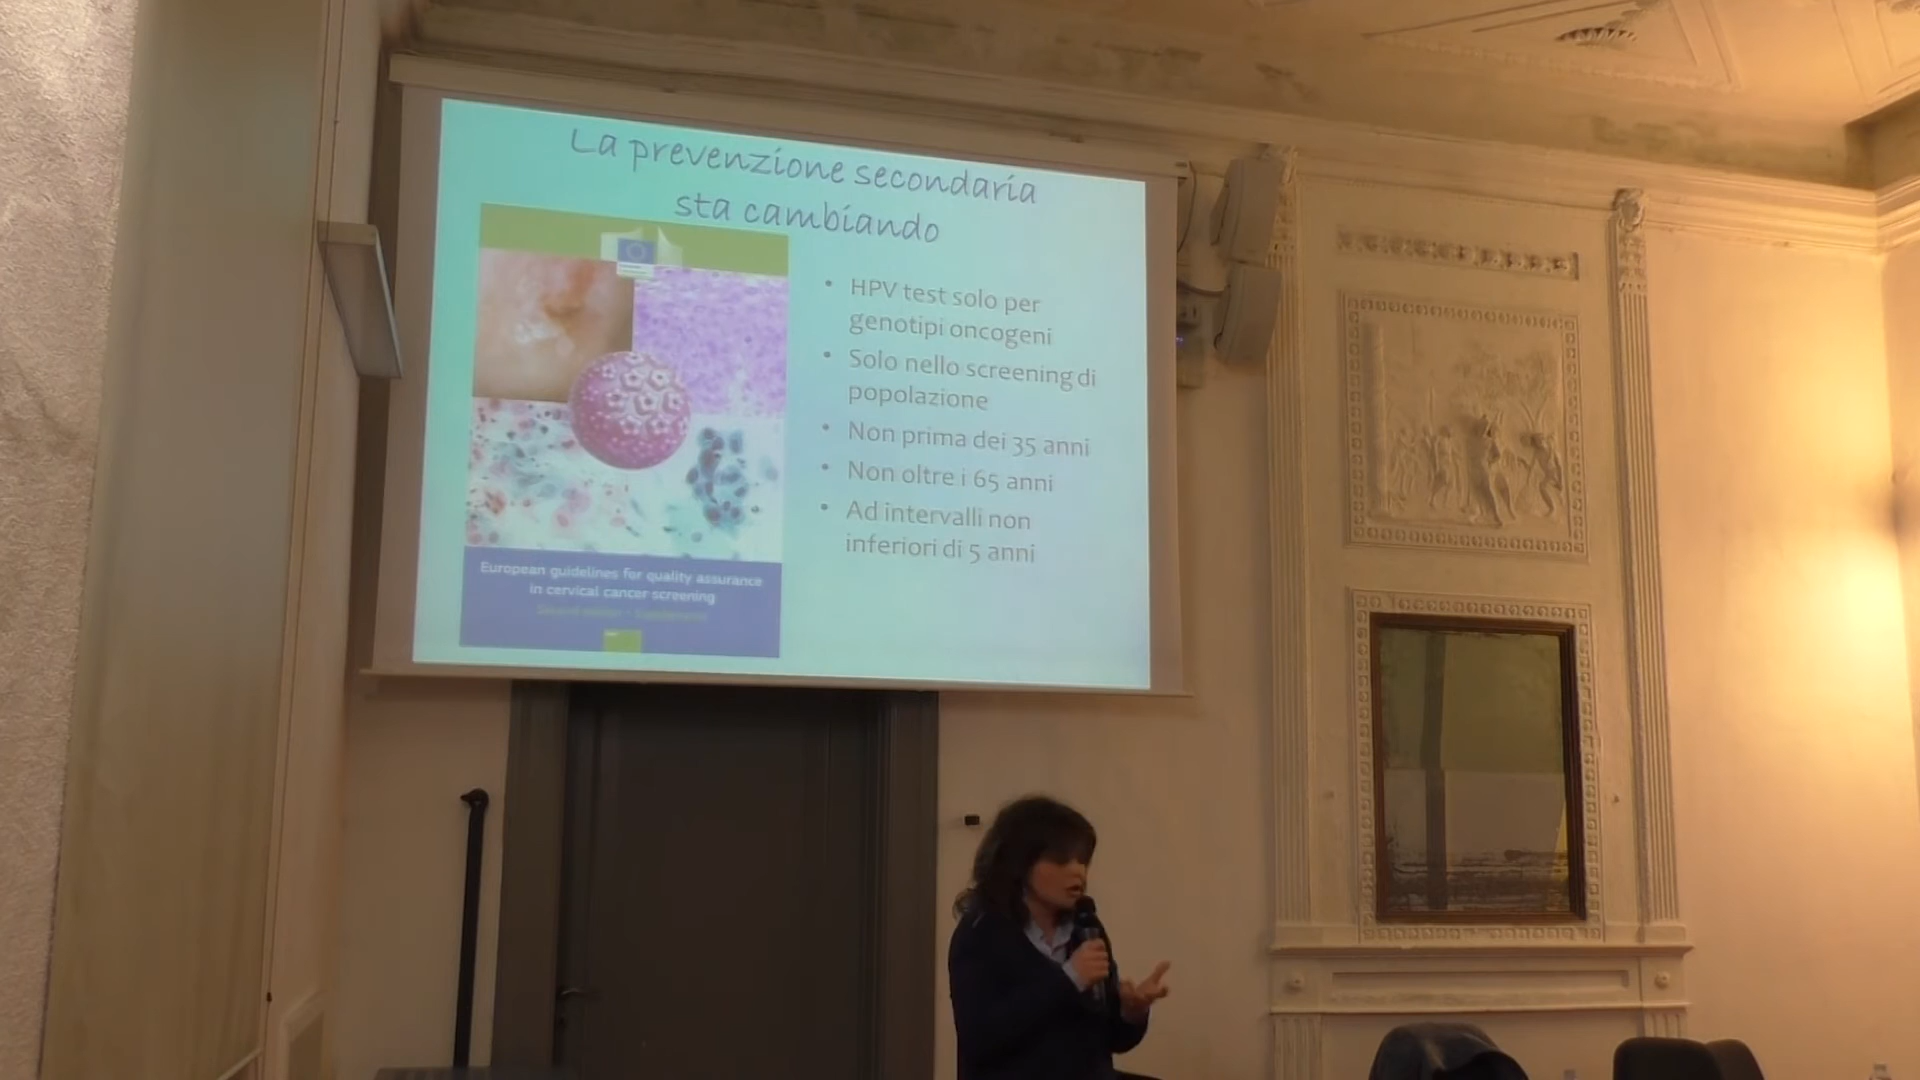 La prevenzione secondaria
sta cambiando
• HPV test solo per
genotipi oncogeni
• Solo nello screening di
popolazione
• Non prima dei 35 anni
• Non oltre i 65 anni
• Ad intervalli non
inferiori di 5 anni
European guidelines for quality assurance
in cervical cancer screening